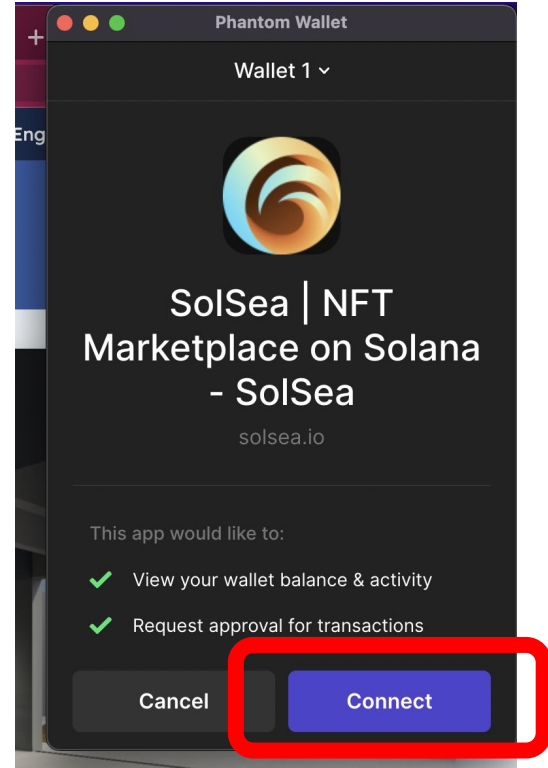 +
Phantom Wallet
Wallet 1
Eng
SolSea | NFT
Marketplace on Solana
- SolSea
solsea.io
This app would like to:
View your wallet balance & activity
Request approval for transactions
Cancel
Connect